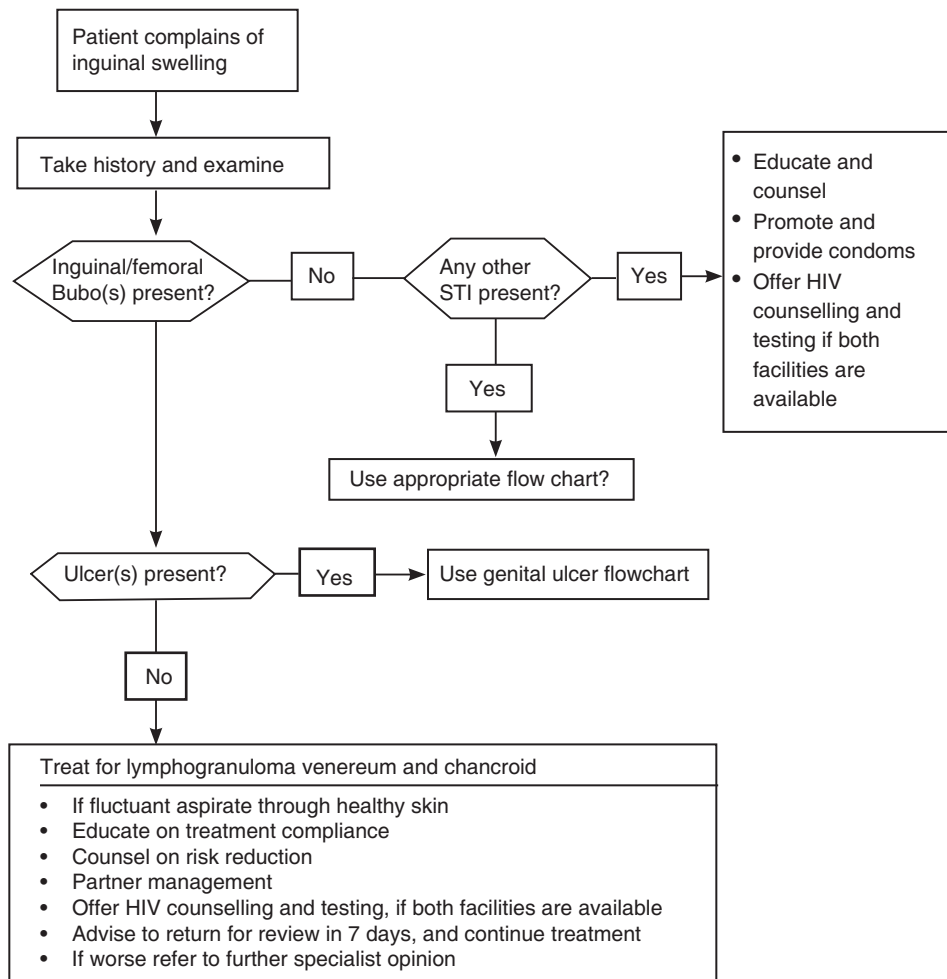 Patient complains of
inguinal swelling
Take history and examine
Inguinal/femoral
Bubo(s) present?
No
Any other
STI present?
Yes
• Educate and
counsel
• Promote and
provide condoms
• Offer HIV
counselling and
testing if both
facilities are
available
Yes
Use appropriate flow chart?
Ulcer(s) present?
Yes
Use genital ulcer flowchart
No
Treat for lymphogranuloma venereum and chancroid
• If fluctuant aspirate through healthy skin
• Educate on treatment compliance
• Counsel on risk reduction
• Partner management
• Offer HIV counselling and testing, if both facilities are available
• Advise to return for review in 7 days, and continue treatment
• If worse refer to further specialist opinion